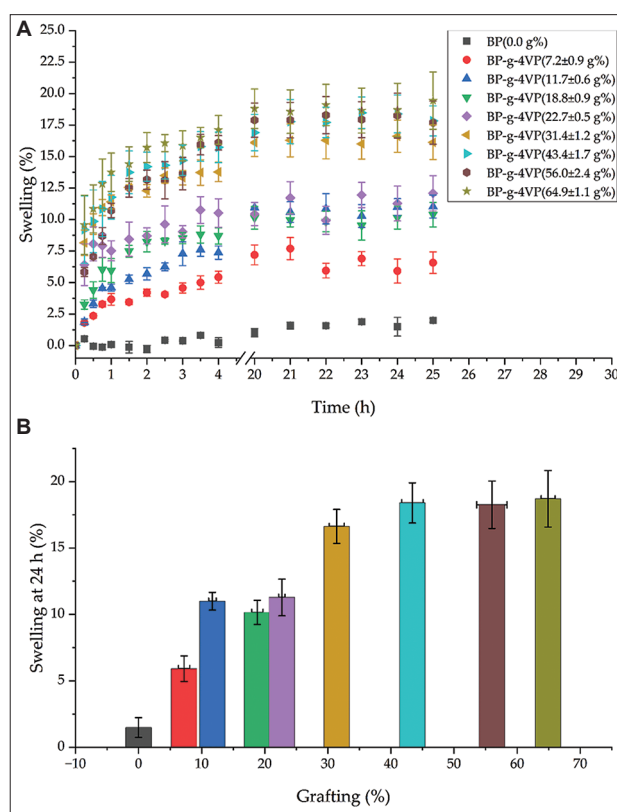 A
25.0
22.5
20.0
17.5
15.0
12.5
10.0
7.5
5.0
2.5
0.0
Swelling (%)
BP(0.0 g%)
BP-g-4VP(7.2±0.9 g%)
BP-g-4VP(11.7±0.6 g%)
BP-g-4VP(18.8±0.9 g%)
BP-g-4VP(22.7±0.5 g%)
BP-g-4VP(31.4±1.2 g%)
BP-g-4VP(43.4±1.7 g%)
BP-g-4VP(56.0±2.4 g%)
BP-g-4VP(64.9±1.1 g%)
0 1 2 3 4 20 21 22 23 24 25 26 27 28 29 30
Time (h)
B
20
15
10
5
0
Swelling at 24 h (%)
−10 0 10 20 30 40 50 60 70
Grafting (%)